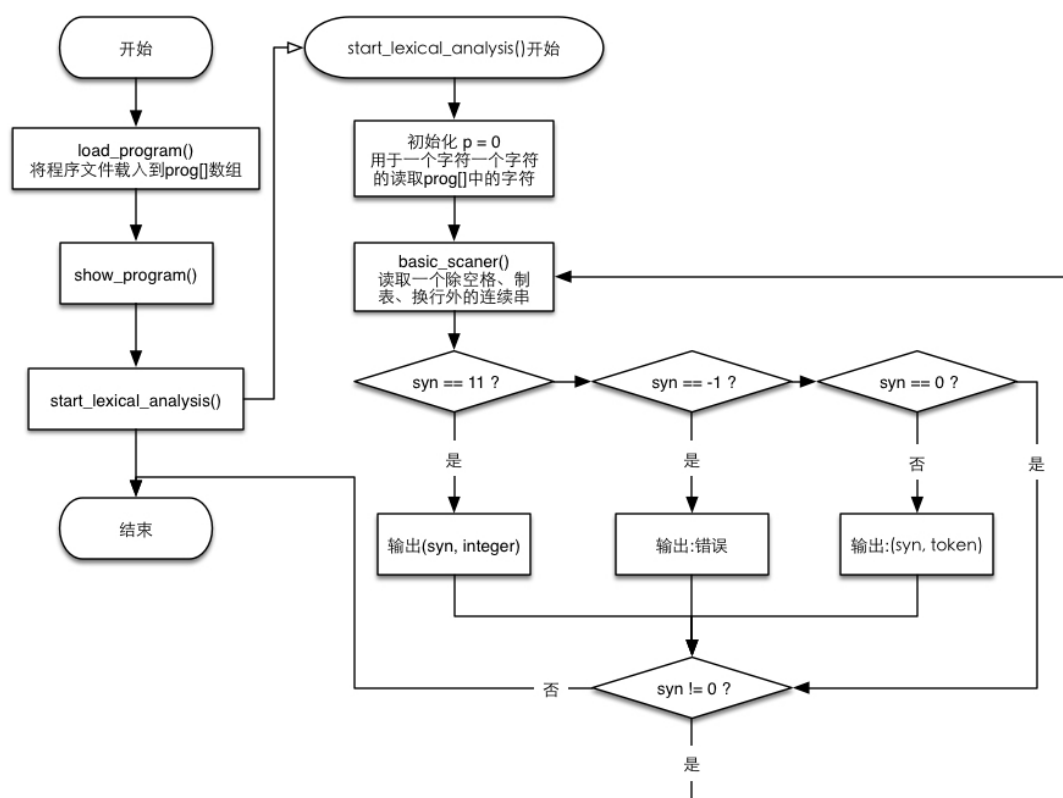 开始
load_program()
将程序文件载入到prog[]数组
show_program()
start_lexical_analysis()
结束
start_lexical_analysis()开始
初始化 p = 0
用于一个字符一个字符
的读取prog[]中的字符
basic_scaner()
读取一个除空格、制
表、换行外的连续串
syn == 11 ?
syn == -1 ?
syn == 0 ?
是
是
否
是
输出(syn, integer)
输出:错误
输出:(syn, token)
否
syn != 0 ?
是